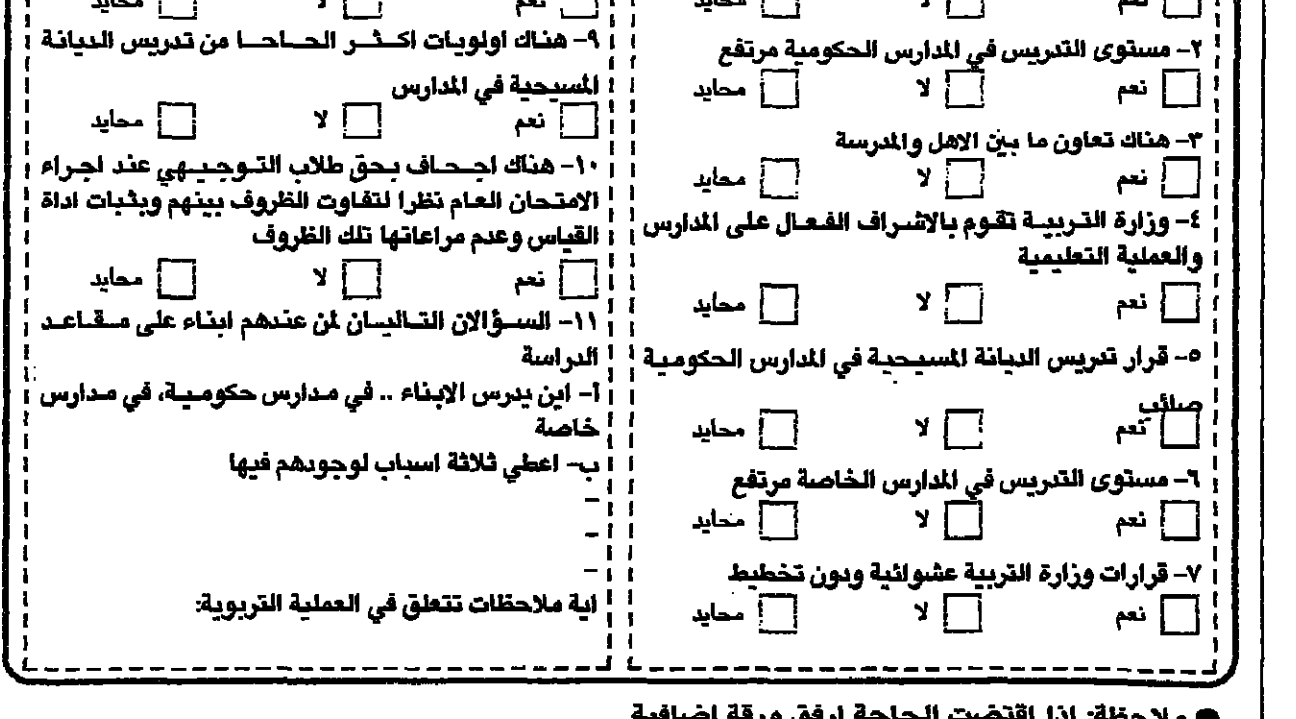 نعم لا محايد
٢- مستوى التدريس في المدارس الحكومية مرتفع
نعم لا محايد
٣- هناك تعاون ما بين الاهل والمدرسة
نعم لا محايد
٤- وزارة التربية تقوم بالاشراف الفعال على المدارس
والعملية التعليمية
نعم لا محايد
٥- قرار تدريس الديانة المسيحية في المدارس الحكومية
صائب
نعم لا محايد
٦- مستوى التدريس في المدارس الخاصة مرتفع
نعم لا محايد
٧- قرارات وزارة التربية عشوائية ودون تخطيط
نعم لا محايد
نعم لا محايد
٩- هناك اولويات اكثر الحاحا من تدريس الديانة
المسيحية في المدارس
نعم لا محايد
١٠- هناك اجحاف بحق طلاب التوجيهي عند اجراء
الامتحان العام نظرا لتفاوت الظروف بينهم وبثبات اداة
القياس وعدم مراعاتها تلك الظروف
نعم لا محايد
١١- السؤالان التاليان لمن عندهم ابناء على مقاعد
الدراسة
أ- اين يدرس الابناء .. في مدارس حكومية، في مدارس
خاصة
ب- اعطي ثلاثة اسباب لوجودهم فيها
-
-
-
اية ملاحظات تتعلق في العملية التربوية:
● ملاحظة: اذا اقتضت الحاجة ارفق ورقة اضافية